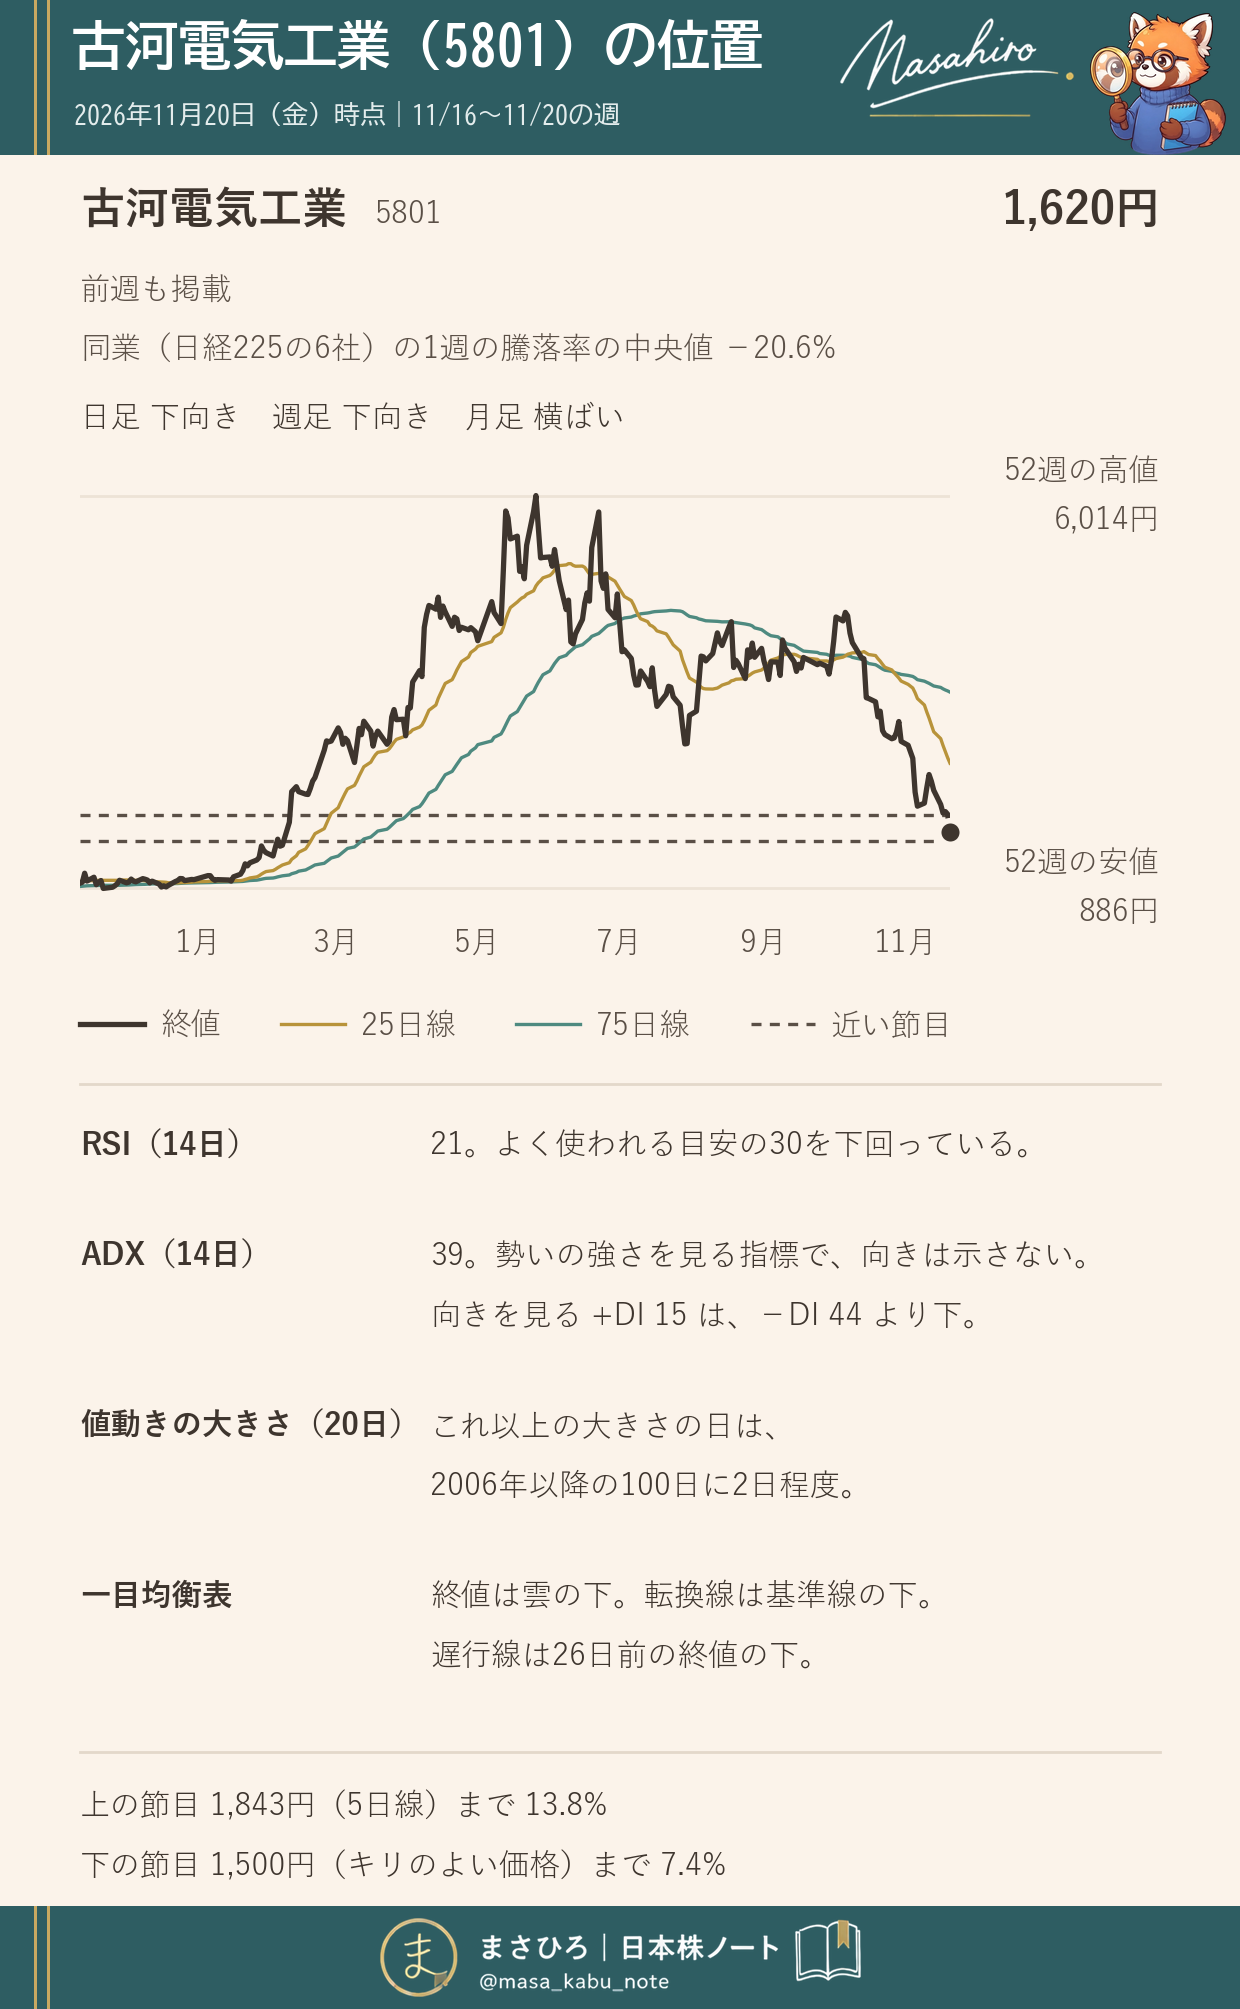 古河電気工業（5801）の位置
Masahiro
2026年11月20日（金）時点｜11/16〜11/20の週
古河電気工業 5801 1,620円
前週も掲載
同業（日経225の6社）の1週の騰落率の中央値 －20.6%
日足 下向き 週足 下向き 月足 横ばい
52週の高値
6,014円
52週の安値
886円
1月 3月 5月 7月 9月 11月
終値 25日線 75日線 近い節目
RSI（14日） 21。よく使われる目安の30を下回っている。
ADX（14日） 39。勢いの強さを見る指標で、向きは示さない。
向きを見る +DI 15 は、－DI 44 より下。
値動きの大きさ（20日） これ以上の大きさの日は、
2006年以降の100日に2日程度。
一目均衡表 終値は雲の下。転換線は基準線の下。
遅行線は26日前の終値の下。
上の節目 1,843円（5日線）まで 13.8%
下の節目 1,500円（キリのよい価格）まで 7.4%
ま
まさひろ｜日本株ノート
@masa_kabu_note